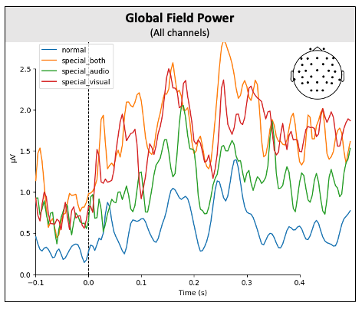 Global Field Power
(All channels)
normal
special_both
special_audio
special_visual
2.5
2.0
1.5
1.0
0.5
0.0
µV
−0.1
0.0
0.1
0.2
0.3
0.4
Time (s)